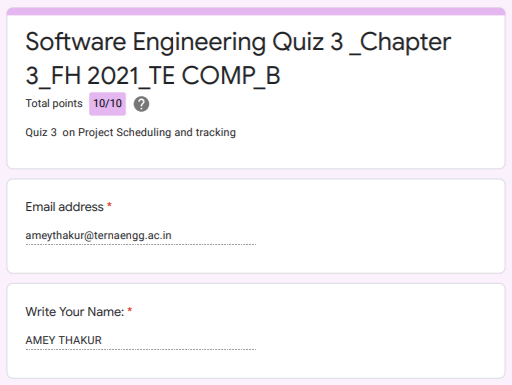 Software Engineering Quiz 3 _Chapter
3_FH 2021_TE COMP_B
Total points 10/10 ?
Quiz 3 on Project Scheduling and tracking
Email address *
ameythakur@ternaengg.ac.in
Write Your Name: *
AMEY THAKUR